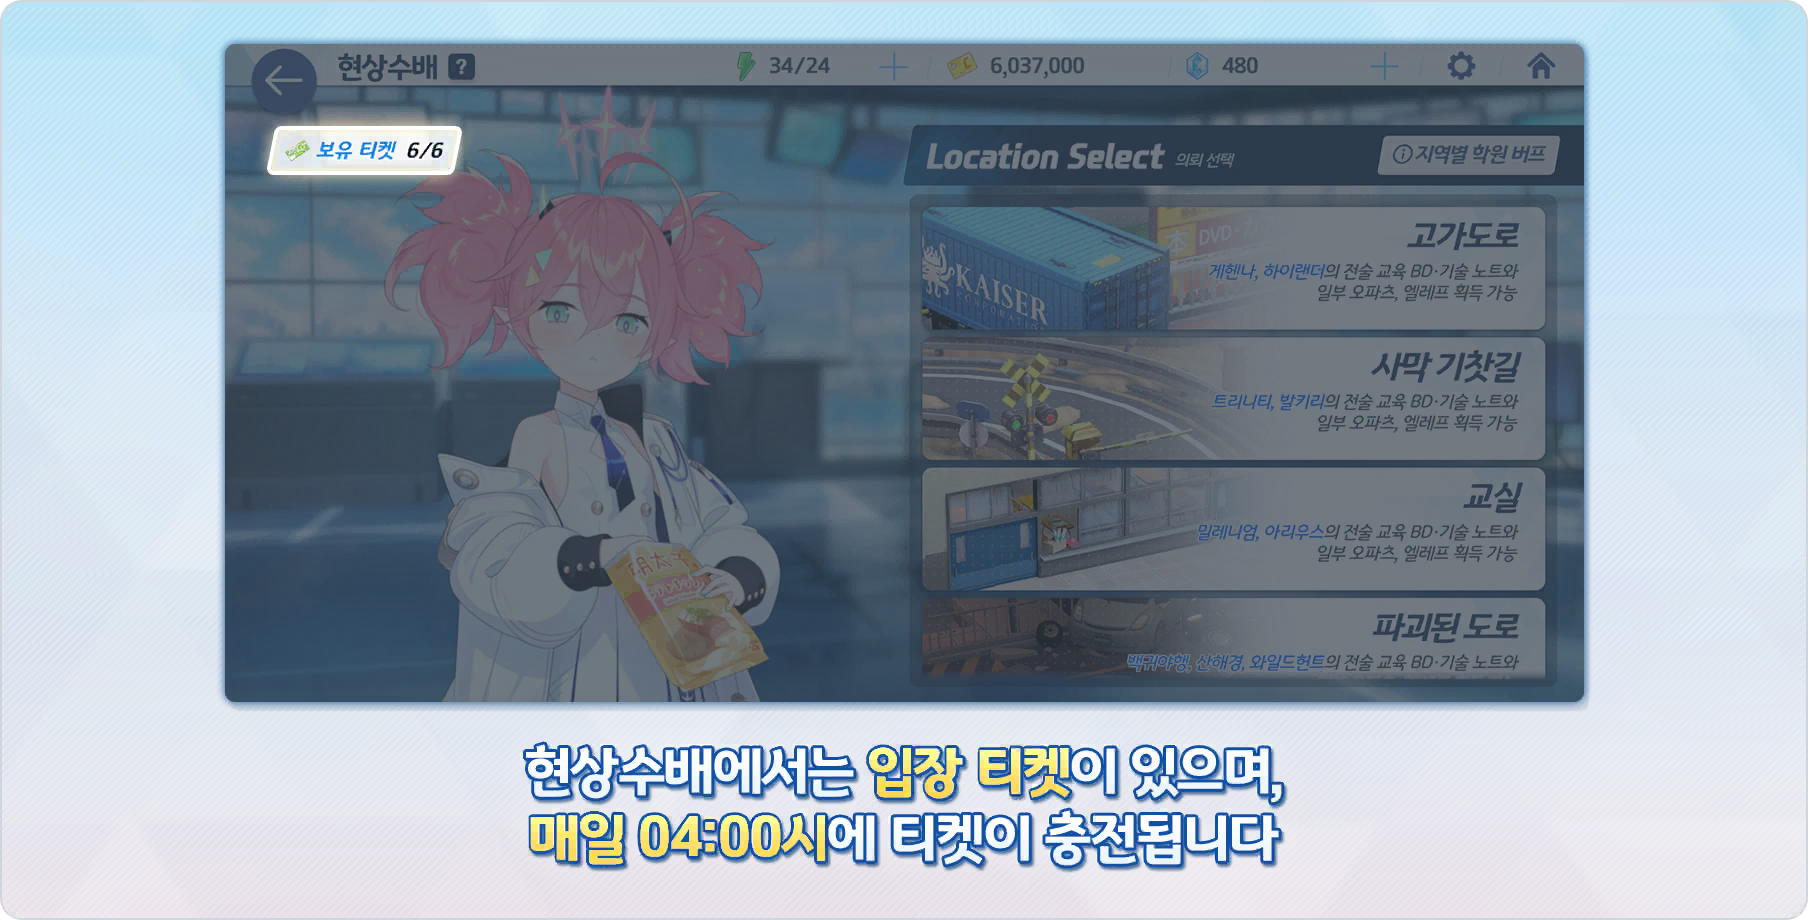 현상수배 ?
34/24
6,037,000
480
보유 티켓 6/6
Location Select 의뢰 선택
지역별 학원 버프
KAISER
CORPORATION
本 DVD
고가도로
게헨나, 하이랜더의 전술 교육 BD·기술 노트와
일부 오파츠, 엘레프 획득 가능
사막 기찻길
트리니티, 발키리의 전술 교육 BD·기술 노트와
일부 오파츠, 엘레프 획득 가능
교실
밀레니엄, 아리우스의 전술 교육 BD·기술 노트와
일부 오파츠, 엘레프 획득 가능
파괴된 도로
백귀야행, 산해경, 와일드헌트의 전술 교육 BD·기술 노트와
明太子
현상수배에서는 입장 티켓이 있으며,
매일 04:00시에 티켓이 충전됩니다